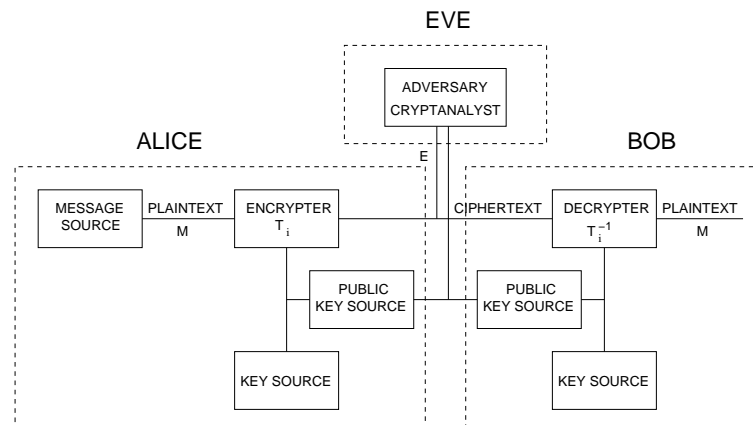 EVE
ADVERSARY
CRYPTANALYST
ALICE
BOB
E
MESSAGE
SOURCE
PLAINTEXT
M
ENCRYPTER
T i
CIPHERTEXT
DECRYPTER
T i −1
PLAINTEXT
M
PUBLIC
KEY SOURCE
PUBLIC
KEY SOURCE
KEY SOURCE
KEY SOURCE